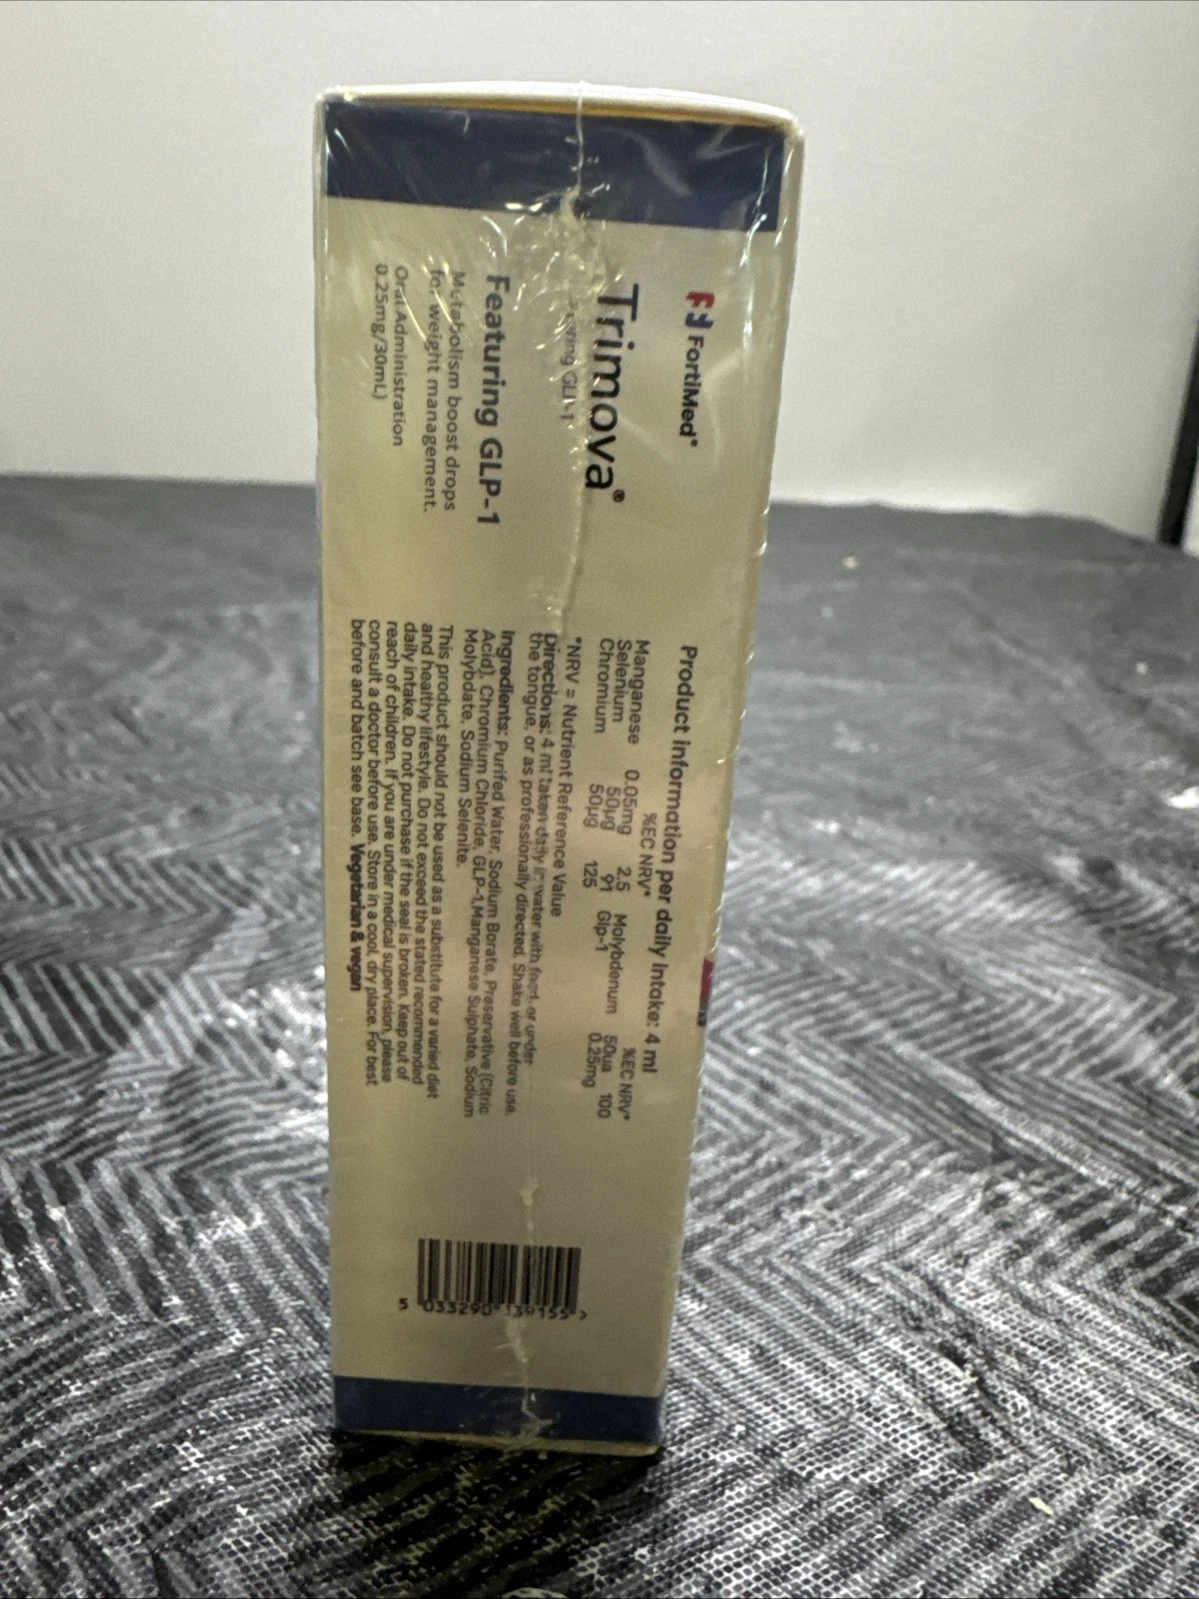 FortiMed®
Trimova®
Featuring GLP-1
Metabolism boost drops
for weight management.
Oral Administration
0.25mg/30mL)
Product information per daily intake: 4 ml
%EC NRV* %EC NRV*
Manganese 0.05mg 2.5 Molybdenum 50µg 100
Selenium 50µg 91 Glp-1 0.25mg
Chromium 50µg 125
*NRV = Nutrient Reference Value
Directions: 4 ml taken daily in water with food, or under
the tongue, or as professionally directed. Shake well before use.
Ingredients: Purifed Water, Sodium Borate, Preservative (Citric
Acid), Chromium Chloride, GLP-1,Manganese Sulphate, Sodium
Molybdate, Sodium Selenite.
This product should not be used as a substitute for a varied diet
and healthy lifestyle. Do not exceed the stated recommended
daily intake. Do not purchase if the seal is broken. Keep out of
reach of children. If you are under medical supervision, please
consult a doctor before use. Store in a cool, dry place. For best
before and batch see base. Vegetarian & vegan
5 033290 139155 >